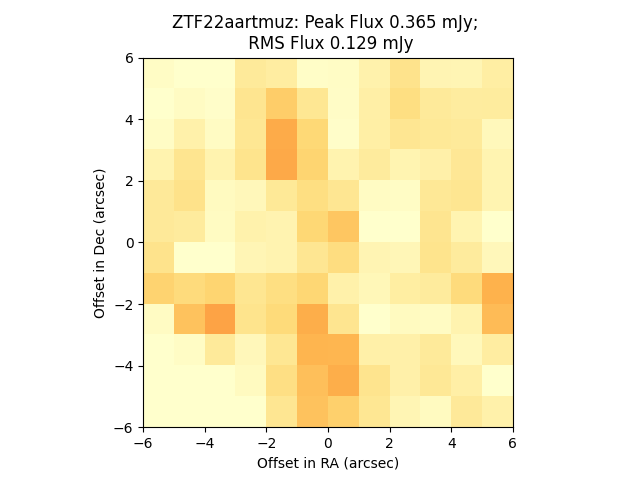 ZTF22aartmuz: Peak Flux 0.365 mJy;
RMS Flux 0.129 mJy
6
4
2
0
−2
−4
−6
Offset in Dec (arcsec)
−6 −4 −2 0 2 4 6
Offset in RA (arcsec)